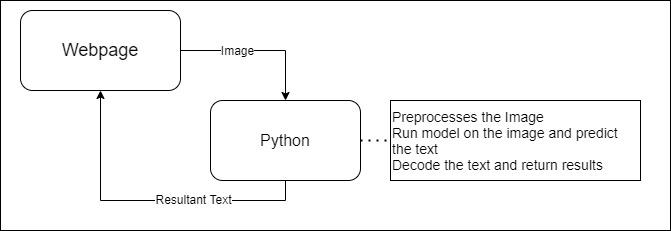 Webpage
Image
Python
Preprocesses the Image
Run model on the image and predict
the text
Decode the text and return results
Resultant Text